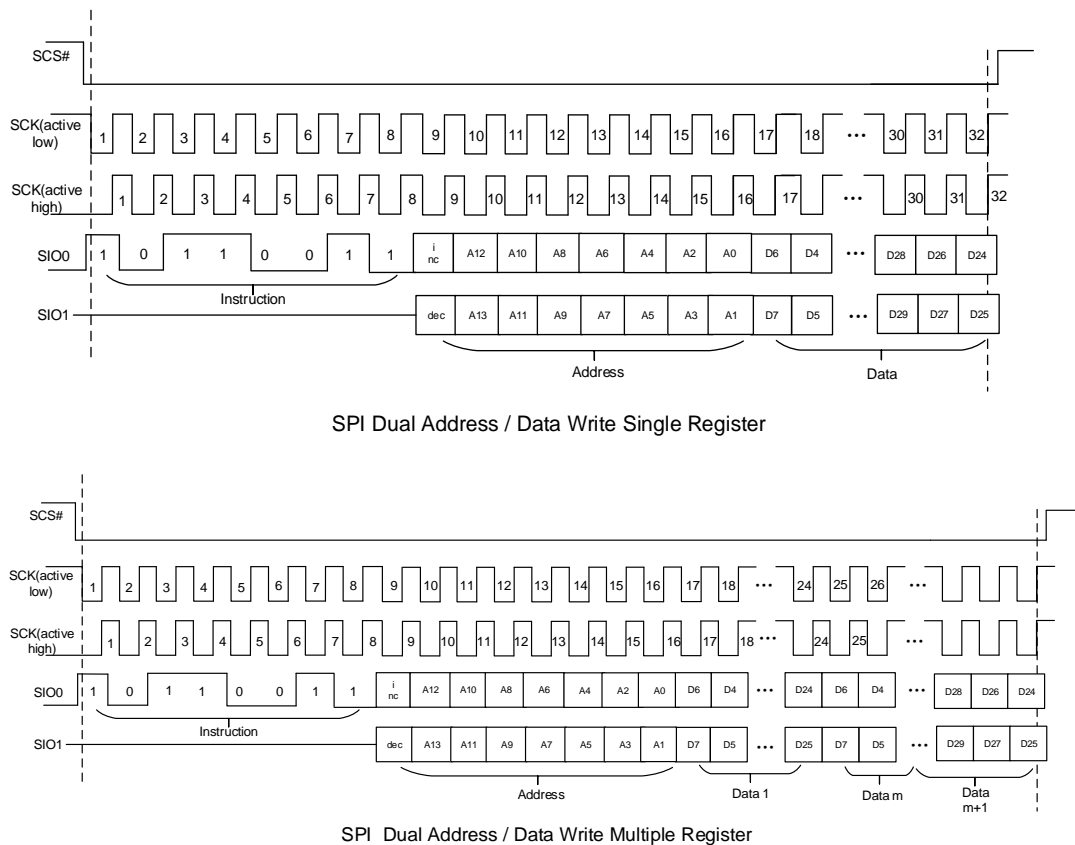 SCS#
SCK(active low)
1 2 3 4 5 6 7 8 9 10 11 12 13 14 15 16 17 18 ••• 30 31 32
SCK(active high)
1 2 3 4 5 6 7 8 9 10 11 12 13 14 15 16 17 ••• 30 31 32
SIO0 1 0 1 1 0 0 1 1 i nc A12 A10 A8 A6 A4 A2 A0 D6 D4 ••• D28 D26 D24
Instruction
SIO1 dec A13 A11 A9 A7 A5 A3 A1 D7 D5 ••• D29 D27 D25
Address Data
SPI Dual Address / Data Write Single Register
SCS#
SCK(active low)
1 2 3 4 5 6 7 8 9 10 11 12 13 14 15 16 17 18 ••• 24 25 26 •••
SCK(active high)
1 2 3 4 5 6 7 8 9 10 11 12 13 14 15 16 17 18 ••• 24 25 •••
SIO0 1 0 1 1 0 0 1 1 i nc A12 A10 A8 A6 A4 A2 A0 D6 D4 ••• D24 D6 D4 ••• D28 D26 D24
Instruction
SIO1 dec A13 A11 A9 A7 A5 A3 A1 D7 D5 ••• D25 D7 D5 ••• D29 D27 D25
Address Data 1 Data m Data m+1
SPI Dual Address / Data Write Multiple Register